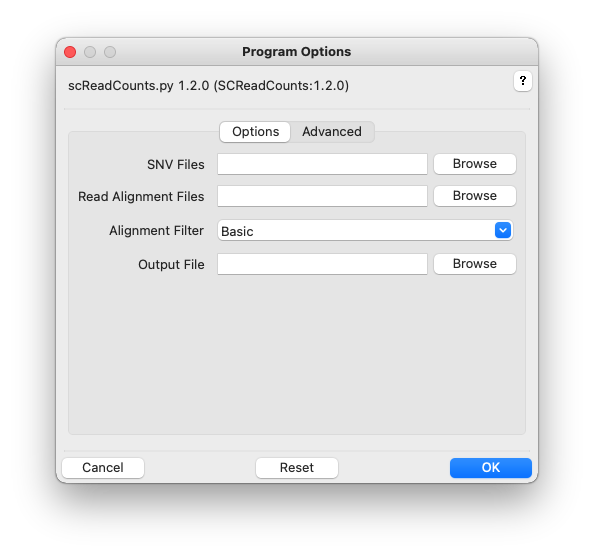 Program Options
scReadCounts.py 1.2.0 (SCReadCounts:1.2.0)
?
Options Advanced
SNV Files Browse
Read Alignment Files Browse
Alignment Filter Basic
Output File Browse
Cancel Reset OK